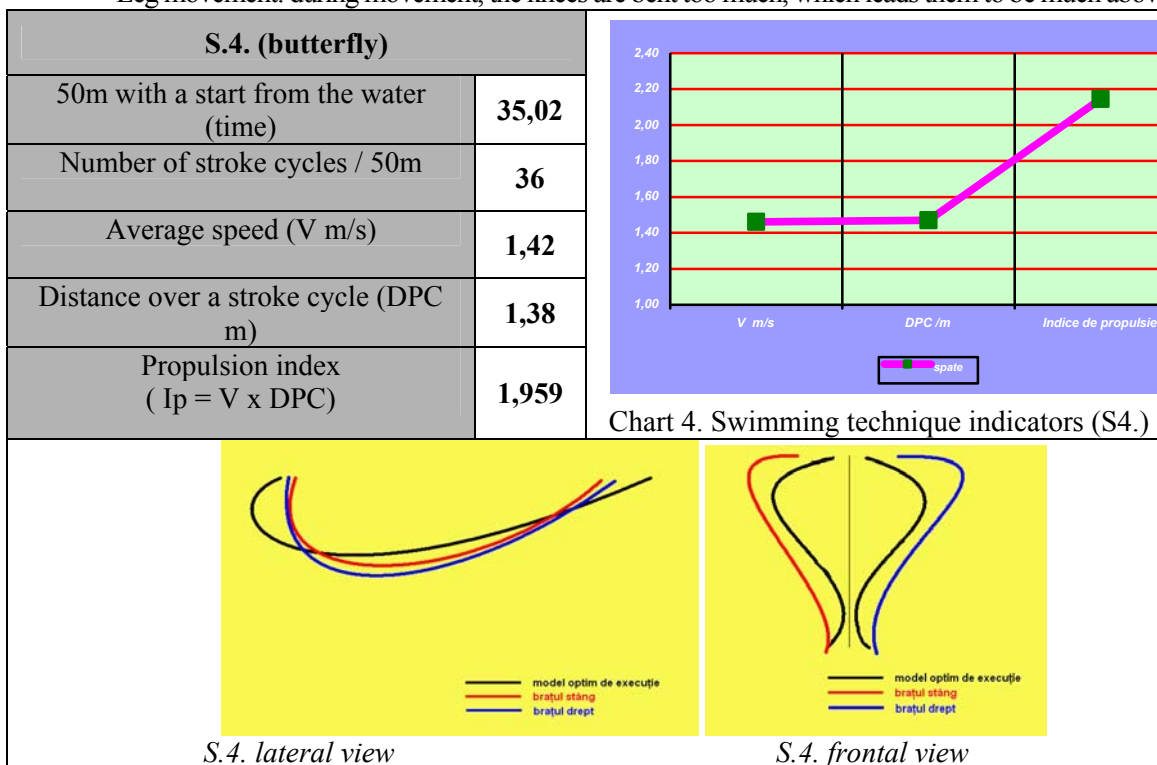 Leg movement: during movement, the knees are bent too much, which leads them to be much above
S.4. (butterfly)
50m with a start from the water
(time)
35,02
Number of stroke cycles / 50m
36
Average speed (V m/s)
1,42
Distance over a stroke cycle (DPC
m)
1,38
Propulsion index
( Ip = V x DPC)
1,959
2,40
2,20
2,00
1,80
1,60
1,40
1,20
1,00
V m/s
DPC /m
Indice de propulsie
spate
Chart 4. Swimming technique indicators (S4.)
model optim de execuție
brațul stâng
brațul drept
model optim de execuție
brațul stâng
brațul drept
S.4. lateral view
S.4. frontal view